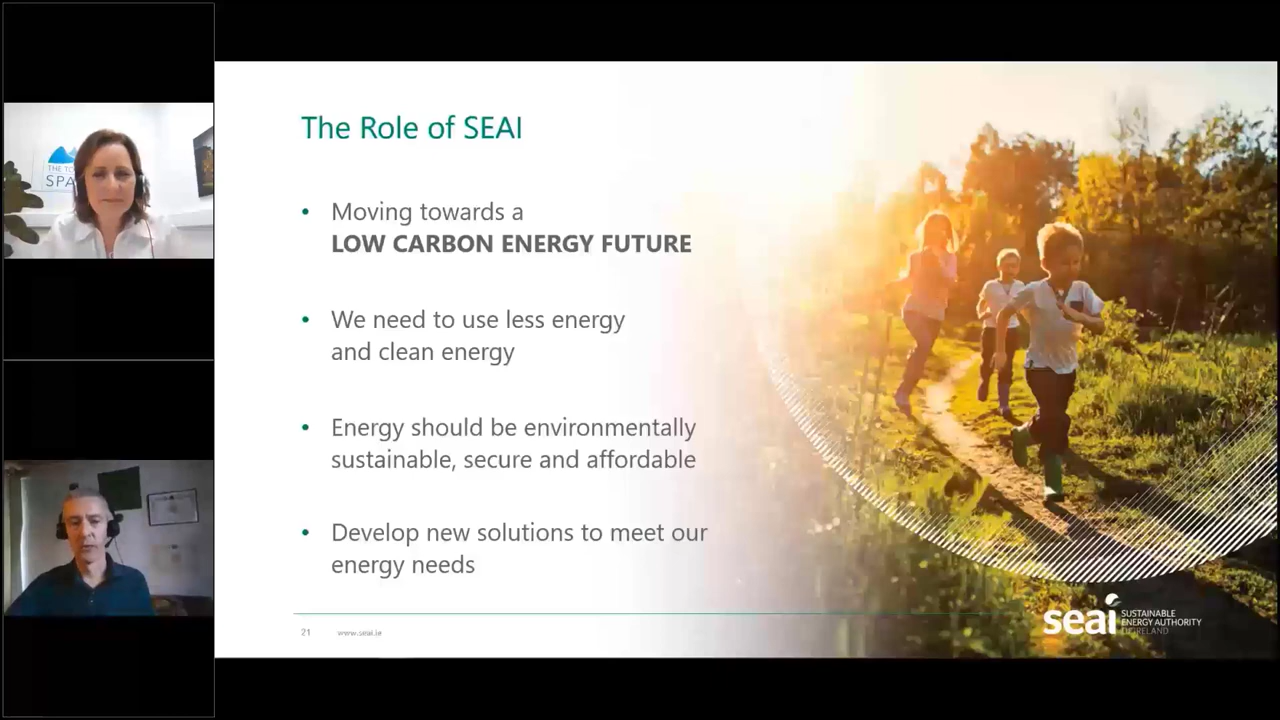 The Role of SEAI
• Moving towards a
LOW CARBON ENERGY FUTURE
• We need to use less energy
and clean energy
• Energy should be environmentally
sustainable, secure and affordable
• Develop new solutions to meet our
energy needs
21 www.seai.ie
seai SUSTAINABLE
ENERGY AUTHORITY
OF IRELAND
THE
SPA